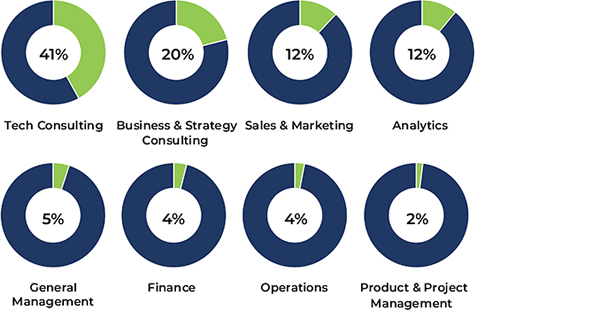 41%
20%
12%
12%
Tech Consulting
Business & Strategy
Consulting
Sales & Marketing
Analytics
5%
4%
4%
2%
General
Management
Finance
Operations
Product & Project
Management